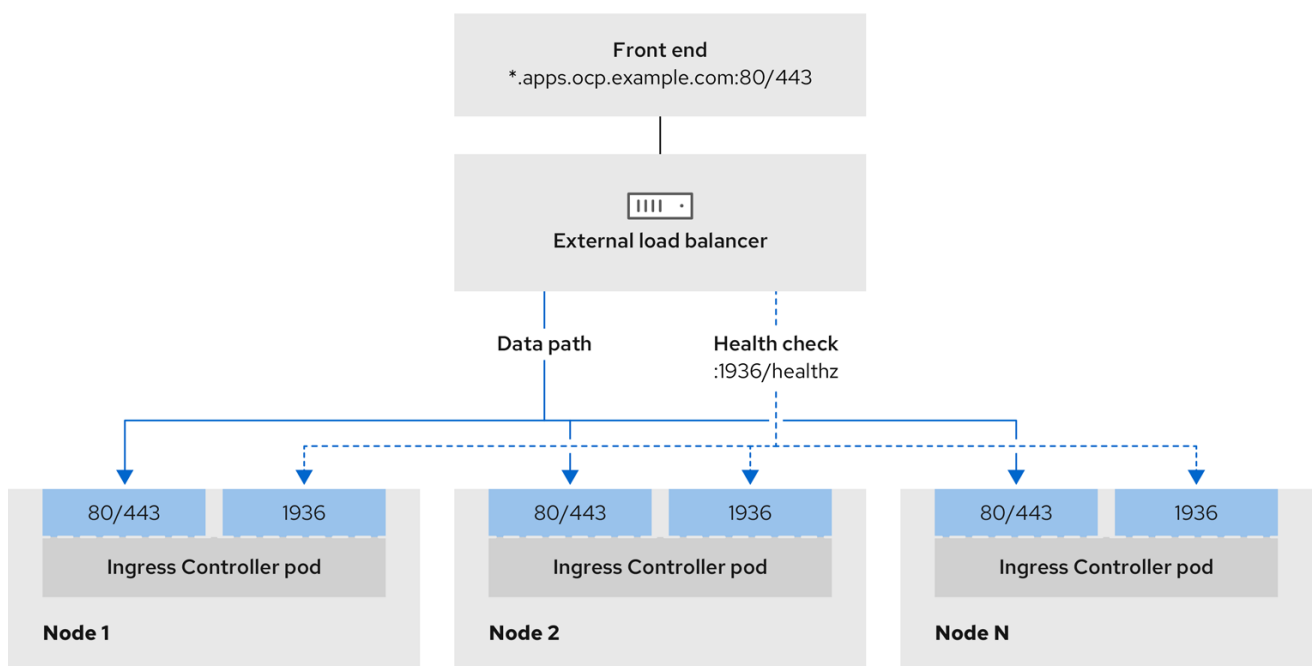 Front end
*.apps.ocp.example.com:80/443
External load balancer
Data path
Health check
:1936/healthz
80/443
1936
80/443
1936
80/443
1936
Ingress Controller pod
Ingress Controller pod
Ingress Controller pod
Node 1
Node 2
Node N